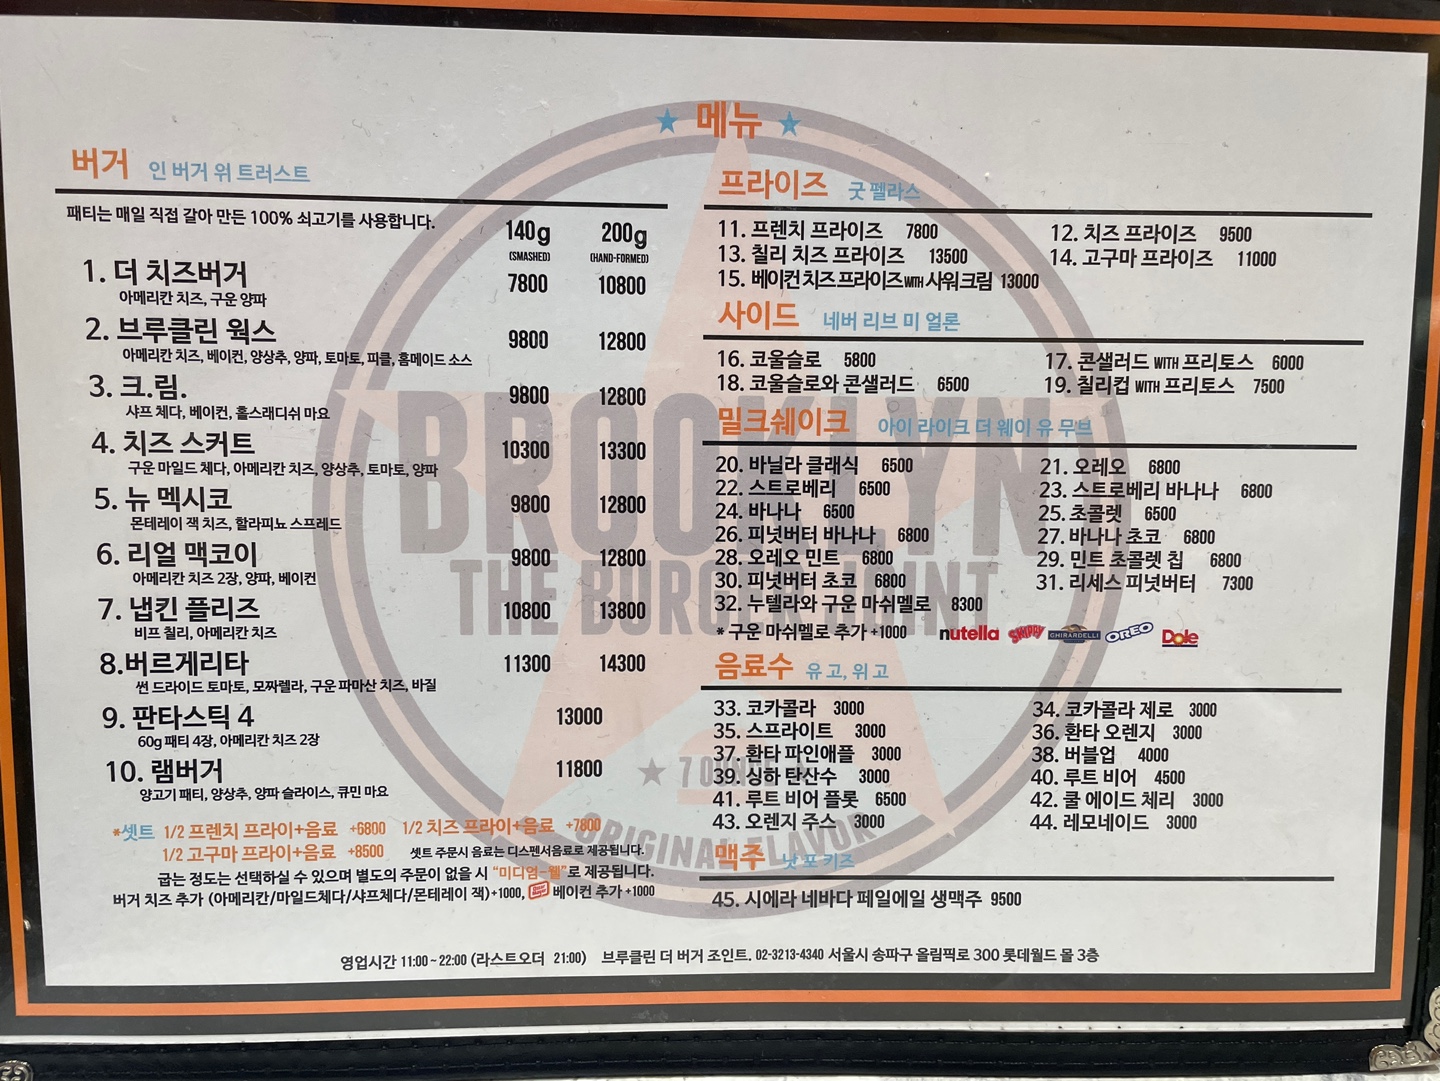 ★ 메뉴 ★
버거 인 버거 위 트러스트
패티는 매일 직접 갈아 만든 100% 쇠고기를 사용합니다.
140g 200g
(SMASHED) (HAND-FORMED)
1. 더 치즈버거 7800 10800
아메리칸 치즈, 구운 양파
2. 브루클린 웍스 9800 12800
아메리칸 치즈, 베이컨, 양상추, 양파, 토마토, 피클, 홈메이드 소스
3. 크.림. 9800 12800
샤프 체다, 베이컨, 홀스래디쉬 마요
4. 치즈 스커트 10300 13300
구운 마일드 체다, 아메리칸 치즈, 양상추, 토마토, 양파
5. 뉴 멕시코 9800 12800
몬테레이 잭 치즈, 할라피뇨 스프레드
6. 리얼 맥코이 9800 12800
아메리칸 치즈 2장, 양파, 베이컨
7. 냅킨 플리즈 10800 13800
비프 칠리, 아메리칸 치즈
8.버르게리타 11300 14300
썬 드라이드 토마토, 모짜렐라, 구운 파마산 치즈, 바질
9. 판타스틱 4 13000
60g 패티 4장, 아메리칸 치즈 2장
10. 램버거 11800
양고기 패티, 양상추, 양파 슬라이스, 큐민 마요
*셋트 1/2 프렌치 프라이+음료 +6800 1/2 치즈 프라이+음료 +7800
1/2 고구마 프라이+음료 +8500 셋트 주문시 음료는 디스펜서음료로 제공됩니다.
굽는 정도는 선택하실 수 있으며 별도의 주문이 없을 시 “미디엄-웰”로 제공됩니다.
버거 치즈 추가 (아메리칸/마일드체다/샤프체다/몬테레이 잭)+1000, 베이컨 추가 +1000
프라이즈 굿 펠라스
11. 프렌치 프라이즈 7800 12. 치즈 프라이즈 9500
13. 칠리 치즈 프라이즈 13500 14. 고구마 프라이즈 11000
15. 베이컨 치즈 프라이즈 WITH 사워크림 13000
사이드 네버 리브 미 얼론
16. 코울슬로 5800 17. 콘샐러드 WITH 프리토스 6000
18. 코울슬로와 콘샐러드 6500 19. 칠리컵 WITH 프리토스 7500
밀크쉐이크 아이 라이크 더 웨이 유 무브
20. 바닐라 클래식 6500 21. 오레오 6800
22. 스트로베리 6500 23. 스트로베리 바나나 6800
24. 바나나 6500 25. 초콜렛 6500
26. 피넛버터 바나나 6800 27. 바나나 초코 6800
28. 오레오 민트 6800 29. 민트 초콜렛 칩 6800
30. 피넛버터 초코 6800 31. 리세스 피넛버터 7300
32. 누텔라와 구운 마쉬멜로 8300
* 구운 마쉬멜로 추가 +1000 nutella SKIPPY GHIRARDELLI OREO Dole
음료수 유 고, 위 고
33. 코카콜라 3000 34. 코카콜라 제로 3000
35. 스프라이트 3000 36. 환타 오렌지 3000
37. 환타 파인애플 3000 38. 버블업 4000
39. 싱하 탄산수 3000 40. 루트 비어 4500
41. 루트 비어 플롯 6500 42. 쿨 에이드 체리 3000
43. 오렌지 주스 3000 44. 레모네이드 3000
맥주 낫 포 키즈
45. 시에라 네바다 페일에일 생맥주 9500
BROOKLYN
THE BURGER JOINT
ORIGINAL FLAVOR
영업시간 11:00~22:00 (라스트오더 21:00) 브루클린 더 버거 조인트. 02-3213-4340 서울시 송파구 올림픽로 300 롯데월드 몰 3층